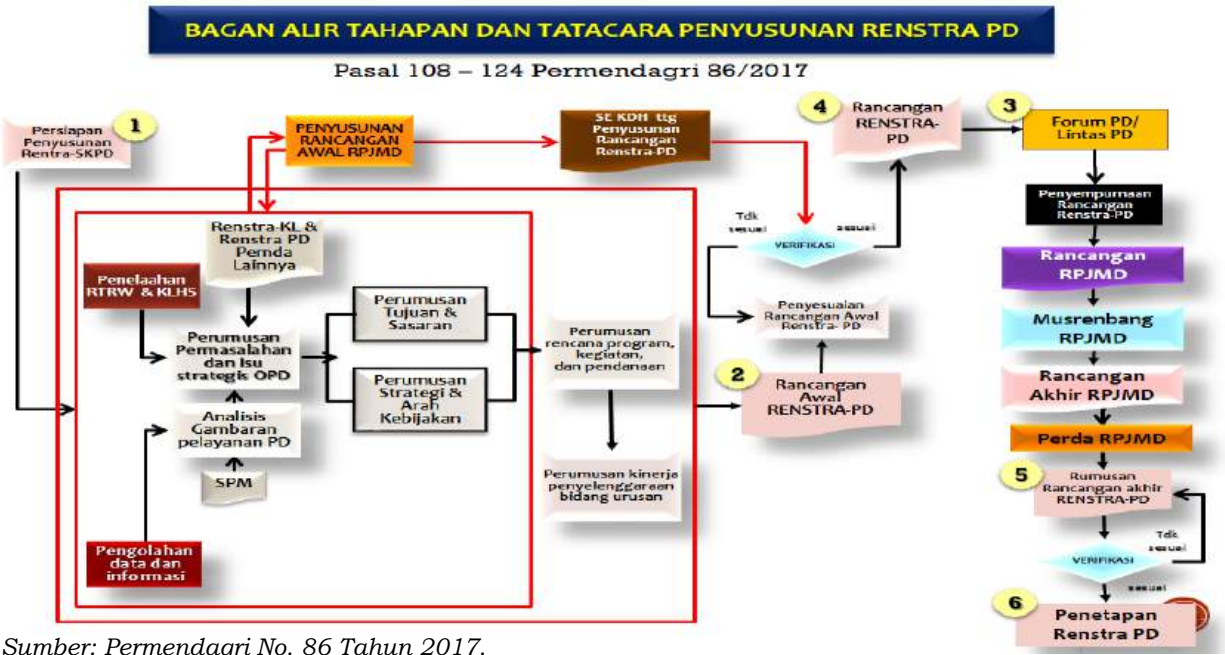 BAGAN ALIR TAHAPAN DAN TATACARA PENYUSUNAN RENSTRA PD
Pasal 108 – 124 Permendagri 86/2017
1
Persiapan
Penyusunan
Rentra-SKPD
PENYUSUNAN
RANCANGAN
AWAL RPJMD
SE KDH ttg
Penyusunan
Rancangan
Renstra-PD
4
Rancangan
RENSTRA-
PD
3
Forum PD/
Lintas PD
Penyempurnaan
Rancangan
Renstra-PD
Renstra-KL &
Renstra PD
Pemda
Lainnya
Penelaahan
RTRW & KLHS
Perumusan
Permasalahan
dan Isu
strategis OPD
Analisis
Gambaran
pelayanan PD
SPM
Pengolahan
data dan
informasi
Perumusan
Tujuan &
Sasaran
Perumusan
Strategi &
Arah
Kebijakan
Perumusan
rencana program,
kegiatan,
dan pendanaan
Perumusan kinerja
penyelenggaraan
bidang urusan
Tdk
sesuai
VERIFIKASI
sesuai
Penyesuaian
Rancangan Awal
Renstra- PD
2
Rancangan
Awal
RENSTRA-PD
Rancangan
RPJMD
Musrenbang
RPJMD
Rancangan
Akhir RPJMD
Perda RPJMD
5
Rumusan
Rancangan akhir
RENSTRA-PD
Tdk
sesuai
VERIFIKASI
sesuai
6
Penetapan
Renstra PD
Sumber: Permendagri No. 86 Tahun 2017.